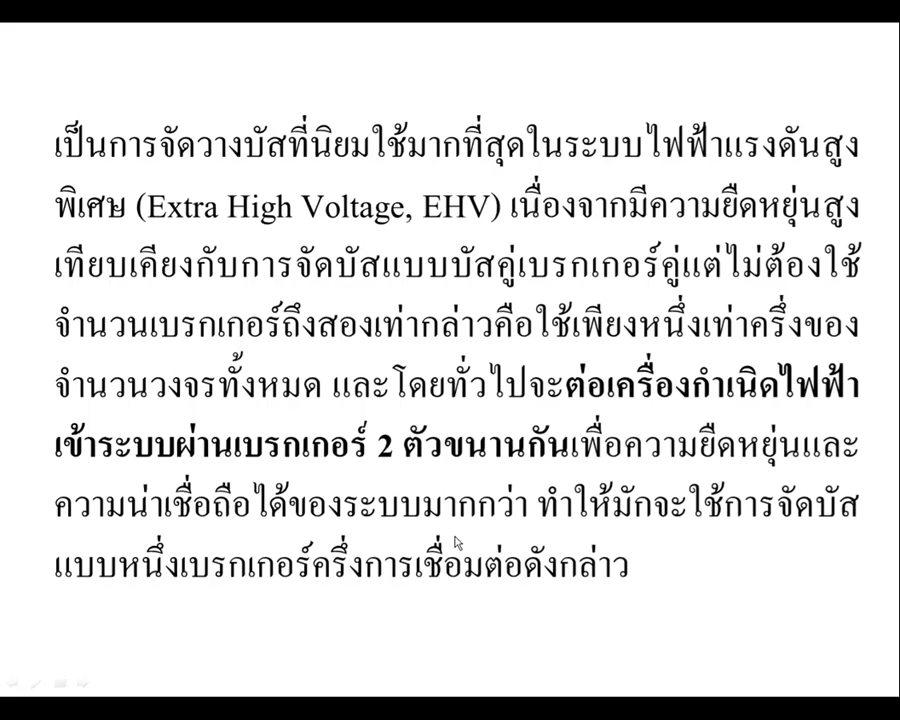 เป็นการจัดวางบัสที่นิยมใช้มากที่สุดในระบบไฟฟ้าแรงดันสูง
พิเศษ (Extra High Voltage, EHV) เนื่องจากมีความยืดหยุ่นสูง
เทียบเคียงกับการจัดบัสแบบบัสคู่เบรกเกอร์คู่แต่ไม่ต้องใช้
จำนวนเบรกเกอร์ถึงสองเท่ากล่าวคือใช้เพียงหนึ่งเท่าครึ่งของ
จำนวนวงจรทั้งหมด และโดยทั่วไปจะต่อเครื่องกำเนิดไฟฟ้า
เข้าระบบผ่านเบรกเกอร์ 2 ตัวขนานกันเพื่อความยืดหยุ่นและ
ความน่าเชื่อถือได้ของระบบมากกว่า ทำให้มักจะใช้การจัดบัส
แบบหนึ่งเบรกเกอร์ครึ่งการเชื่อมต่อดังกล่าว